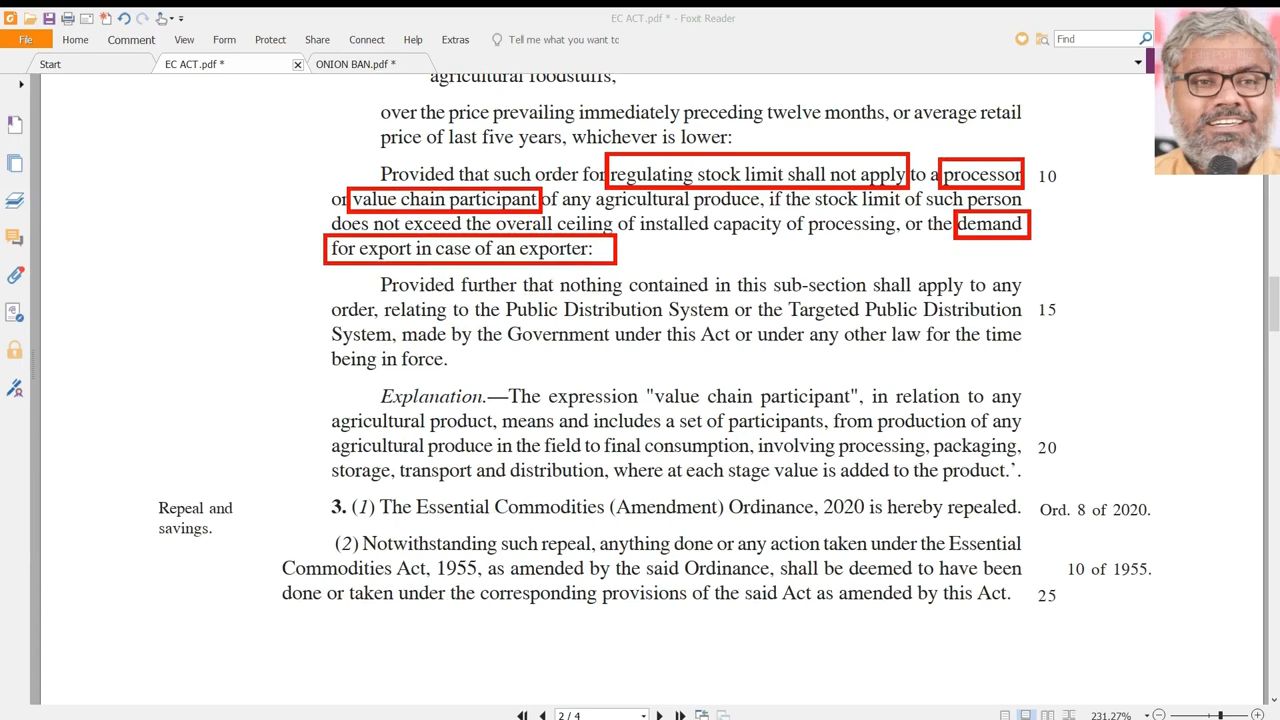 EC ACT.pdf * - Foxit Reader
File Home Comment View Form Protect Share Connect Help Extras Tell me what you want to Find
Start EC ACT.pdf * ONION BAN.pdf *
agricultural foodstuffs,
over the price prevailing immediately preceding twelve months, or average retail
price of last five years, whichever is lower:
Provided that such order for regulating stock limit shall not apply to a processor 10
or value chain participant of any agricultural produce, if the stock limit of such person
does not exceed the overall ceiling of installed capacity of processing, or the demand
for export in case of an exporter:
Provided further that nothing contained in this sub-section shall apply to any
order, relating to the Public Distribution System or the Targeted Public Distribution 15
System, made by the Government under this Act or under any other law for the time
being in force.
Explanation.—The expression "value chain participant", in relation to any
agricultural product, means and includes a set of participants, from production of any
agricultural produce in the field to final consumption, involving processing, packaging, 20
storage, transport and distribution, where at each stage value is added to the product.’.
Repeal and
savings.
3. (1) The Essential Commodities (Amendment) Ordinance, 2020 is hereby repealed. Ord. 8 of 2020.
(2) Notwithstanding such repeal, anything done or any action taken under the Essential
Commodities Act, 1955, as amended by the said Ordinance, shall be deemed to have been 10 of 1955.
done or taken under the corresponding provisions of the said Act as amended by this Act. 25
2 / 4 231.27%